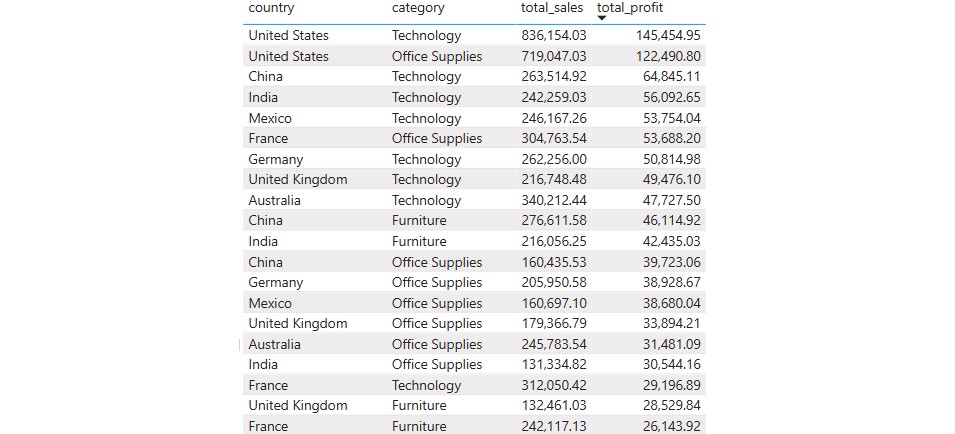 country category total_sales total_profit
United States Technology 836,154.03 145,454.95
United States Office Supplies 719,047.03 122,490.80
China Technology 263,514.92 64,845.11
India Technology 242,259.03 56,092.65
Mexico Technology 246,167.26 53,754.04
France Office Supplies 304,763.54 53,688.20
Germany Technology 262,256.00 50,814.98
United Kingdom Technology 216,748.48 49,476.10
Australia Technology 340,212.44 47,727.50
China Furniture 276,611.58 46,114.92
India Furniture 216,056.25 42,435.03
China Office Supplies 160,435.53 39,723.06
Germany Office Supplies 205,950.58 38,928.67
Mexico Office Supplies 160,697.10 38,680.04
United Kingdom Office Supplies 179,366.79 33,894.21
Australia Office Supplies 245,783.54 31,481.09
India Office Supplies 131,334.82 30,544.16
France Technology 312,050.42 29,196.89
United Kingdom Furniture 132,461.03 28,529.84
France Furniture 242,117.13 26,143.92